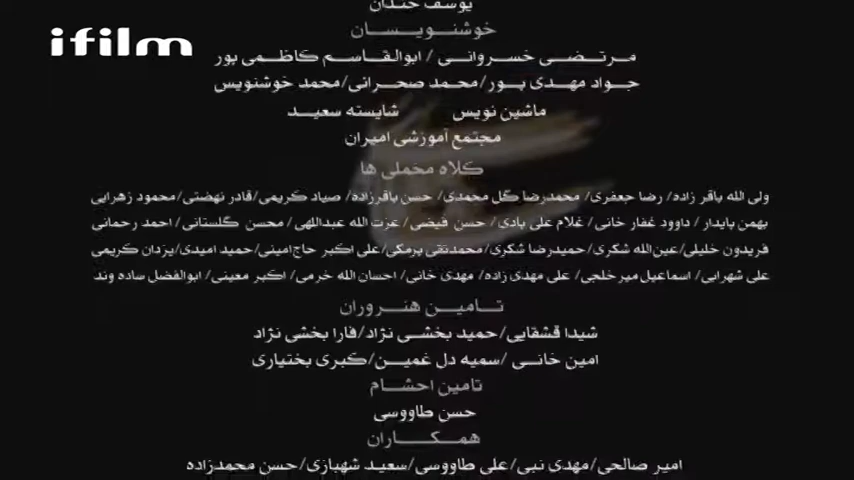 یوسف خندان
ifilm
خوشنویسان
مرتضی خسروانی / ابوالقاسم کاظمی پور
جواد مهدی پور/محمد صحرائی/محمد خوشنویس
ماشین نویس شایسته سعید
مجتمع آموزشی امیران
کلاه مخملی ها
ولی الله باقر زاده/ رضا جعفری/ محمدرضا گل محمدی/ حسن باقرزاده/ صیاد کریمی/قادر نهضتی/محمود زهرایی
بهمن پایدار/ داوود غفار خانی/ غلام علی بادی/ حسن فیضی/ عزت الله عبداللهی/ محسن گلستانی/ احمد رحمانی
فریدون خلیلی/عین‌الله شکری/حمیدرضا شکری/محمدتقی برمکی/علی اکبر حاج‌امینی/حمید امیدی/یزدان کریمی
علی شهرابی/ اسماعیل میرخلجی/ علی مهدی زاده/ مهدی خانی/ احسان الله خرمی/ اکبر معینی/ ابوالفضل ساده وند
تامین هنروران
شیدا قشقایی/حمید بخشی نژاد/فارا بخشی نژاد
امین خانی/سمیه دل غمین/کبری بختیاری
تامین احشام
حسن طاووسی
همکاران
امیر صالحی/مهدی نبی/علی طاووسی/سعید شهبازی/حسن محمدزاده